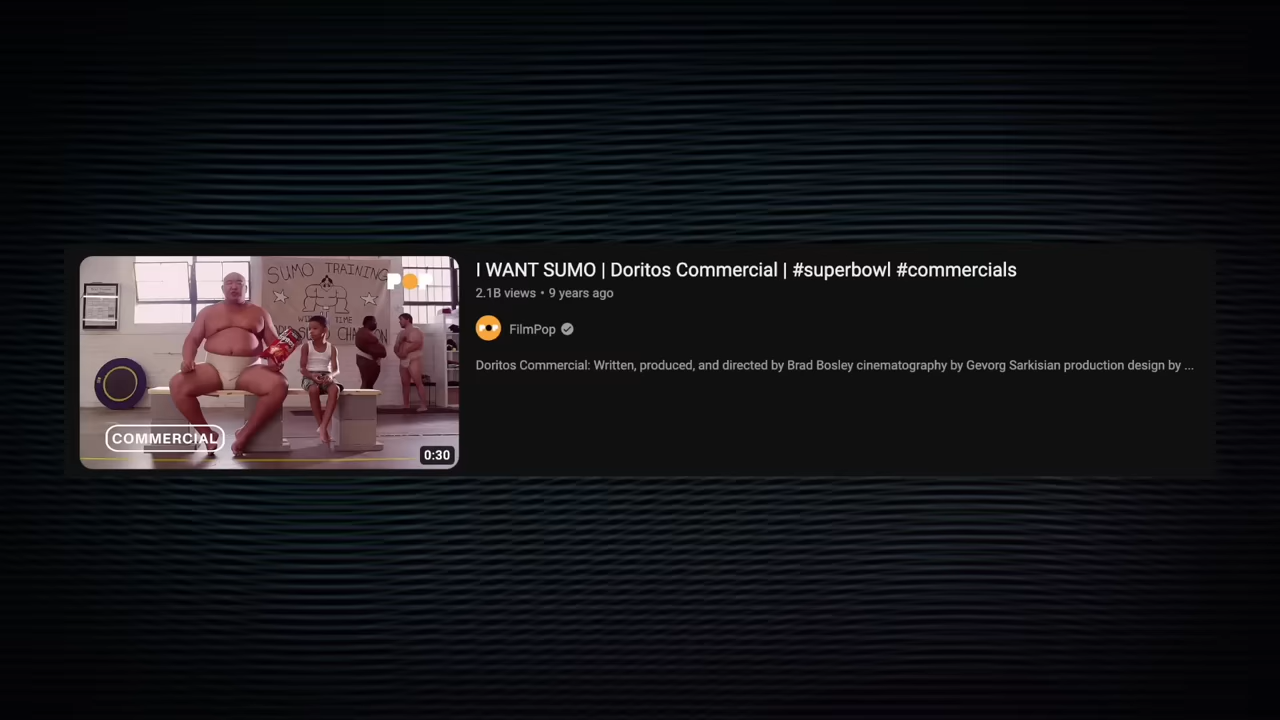 SUMO TRAINING
POP
COMMERCIAL
0:30
I WANT SUMO | Doritos Commercial | #superbowl #commercials
2.1B views • 9 years ago
FilmPop
Doritos Commercial: Written, produced, and directed by Brad Bosley cinematography by Gevorg Sarkisian production design by ...